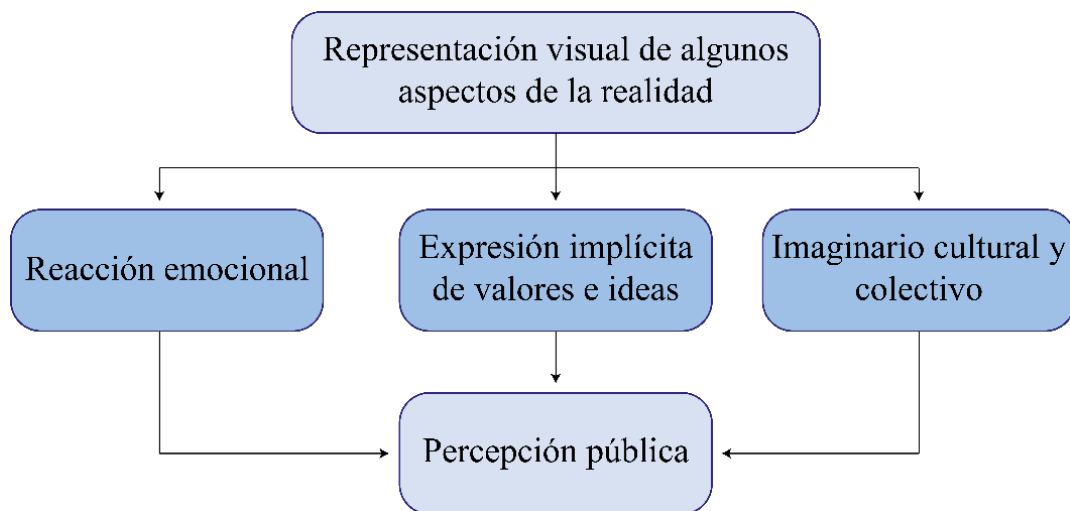 Representación visual de algunos
aspectos de la realidad
Reacción emocional
Expresión implícita
de valores e ideas
Imaginario cultural y
colectivo
Percepción pública